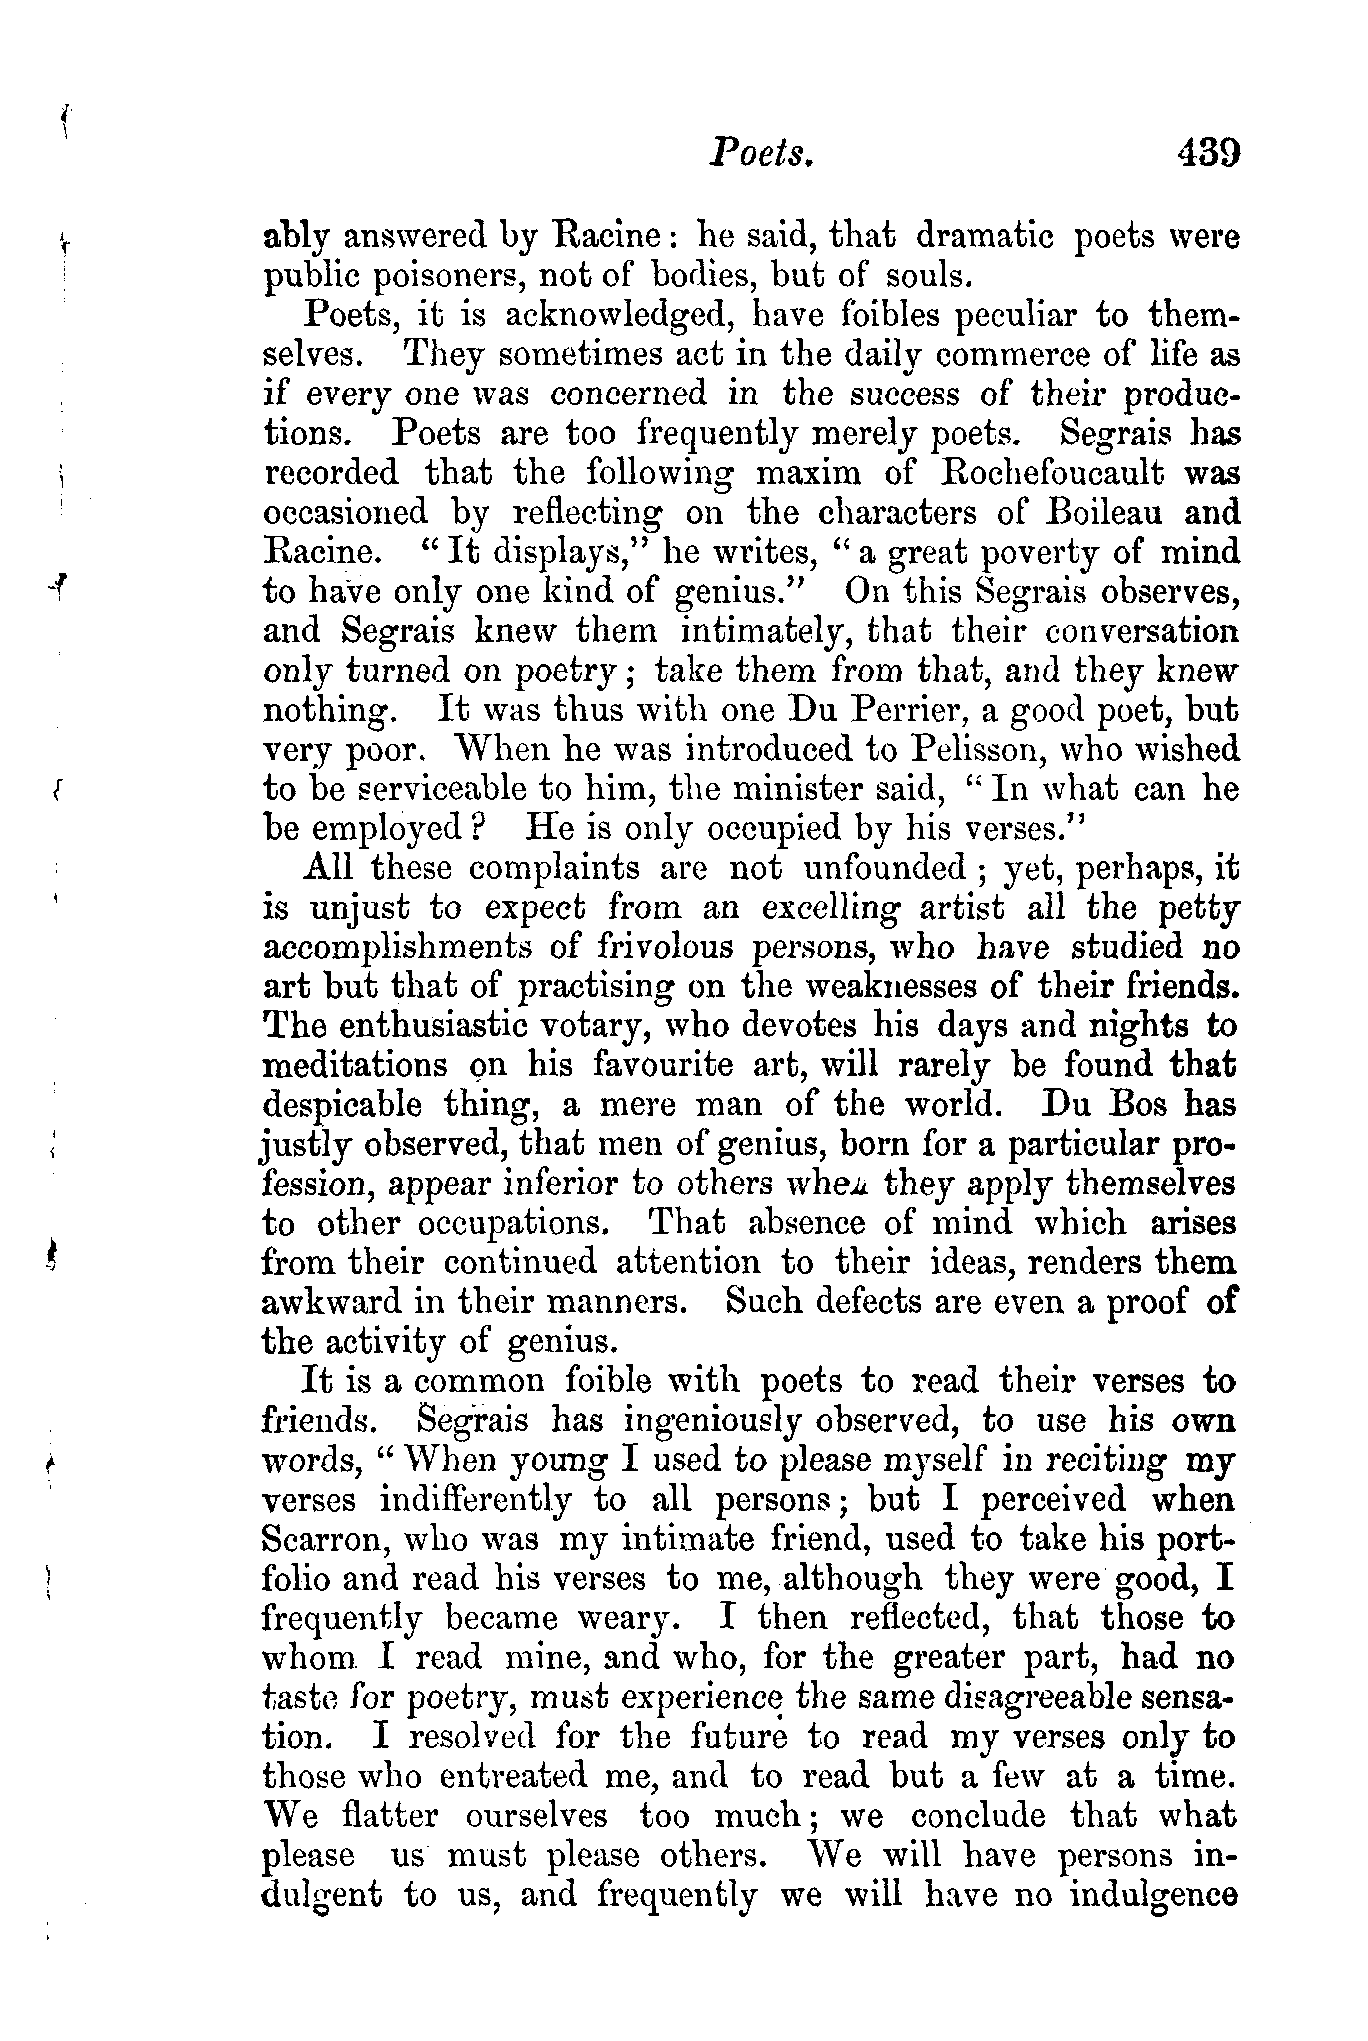 Poets. 439
ably answered by Racine: he said, that dramatic poets were
public poisoners, not of bodies, but of souls.
Poets, it is acknowledged, have foibles peculiar to them-
selves. They sometimes act in the daily commerce of life as
if every one was concerned in the success of their produc-
tions. Poets are too frequently merely poets. Segrais has
recorded that the following maxim of Rochefoucault was
occasioned by reflecting on the characters of Boileau and
Racine. "It displays," he writes, "a great poverty of mind
to have only one kind of genius." On this Segrais observes,
and Segrais knew them intimately, that their conversation
only turned on poetry; take them from that, and they knew
nothing. It was thus with one Du Perrier, a good poet, but
very poor. When he was introduced to Pelisson, who wished
to be serviceable to him, the minister said, "In what can he
be employed? He is only occupied by his verses."
All these complaints are not unfounded; yet, perhaps, it
is unjust to expect from an excelling artist all the petty
accomplishments of frivolous persons, who have studied no
art but that of practising on the weaknesses of their friends.
The enthusiastic votary, who devotes his days and nights to
meditations on his favourite art, will rarely be found that
despicable thing, a mere man of the world. Du Bos has
justly observed, that men of genius, born for a particular pro-
fession, appear inferior to others when they apply themselves
to other occupations. That absence of mind which arises
from their continued attention to their ideas, renders them
awkward in their manners. Such defects are even a proof of
the activity of genius.
It is a common foible with poets to read their verses to
friends. Segrais has ingeniously observed, to use his own
words, "When young I used to please myself in reciting my
verses indifferently to all persons; but I perceived when
Scarron, who was my intimate friend, used to take his port-
folio and read his verses to me, although they were good, I
frequently became weary. I then reflected, that those to
whom I read mine, and who, for the greater part, had no
taste for poetry, must experience the same disagreeable sensa-
tion. I resolved for the future to read my verses only to
those who entreated me, and to read but a few at a time.
We flatter ourselves too much; we conclude that what
please us must please others. We will have persons in-
dulgent to us, and frequently we will have no indulgence